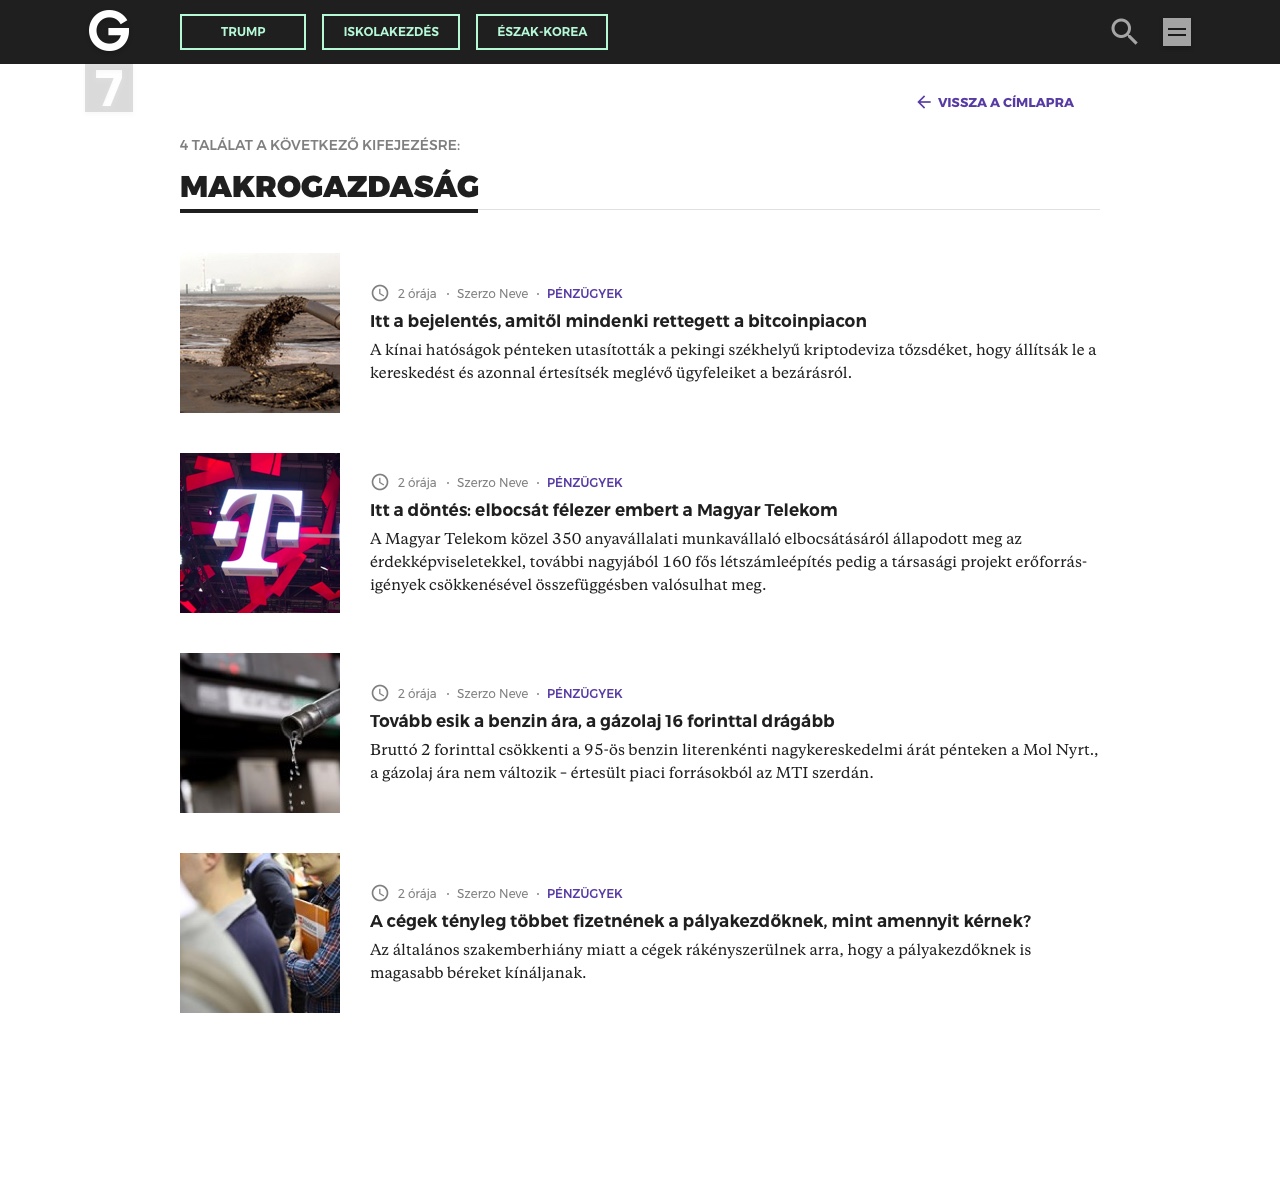 G
TRUMP
ISKOLAKEZDÉS
ÉSZAK-KOREA
7
VISSZA A CÍMLAPRA
4 TALÁLAT A KÖVETKEZŐ KIFEJEZÉSRE:
MAKROGAZDASÁG
2 órája · Szerzo Neve · PÉNZÜGYEK
Itt a bejelentés, amitől mindenki rettegett a bitcoinpiacon
A kínai hatóságok pénteken utasították a pekingi székhelyű kriptodeviza tőzsdéket, hogy állítsák le a
kereskedést és azonnal értesítsék meglévő ügyfeleiket a bezárásról.
T
2 órája · Szerzo Neve · PÉNZÜGYEK
Itt a döntés: elbocsát félezer embert a Magyar Telekom
A Magyar Telekom közel 350 anyavállalati munkavállaló elbocsátásáról állapodott meg az
érdekképviseletekkel, további nagyjából 160 fős létszámleépítés pedig a társasági projekt erőforrás-
igények csökkenésével összefüggésben valósulhat meg.
2 órája · Szerzo Neve · PÉNZÜGYEK
Tovább esik a benzin ára, a gázolaj 16 forinttal drágább
Bruttó 2 forinttal csökkenti a 95-ös benzin literenkénti nagykereskedelmi árát pénteken a Mol Nyrt.,
a gázolaj ára nem változik – értesült piaci forrásokból az MTI szerdán.
2 órája · Szerzo Neve · PÉNZÜGYEK
A cégek tényleg többet fizetnének a pályakezdőknek, mint amennyit kérnek?
Az általános szakemberhiány miatt a cégek rákényszerülnek arra, hogy a pályakezdőknek is
magasabb béreket kínáljanak.